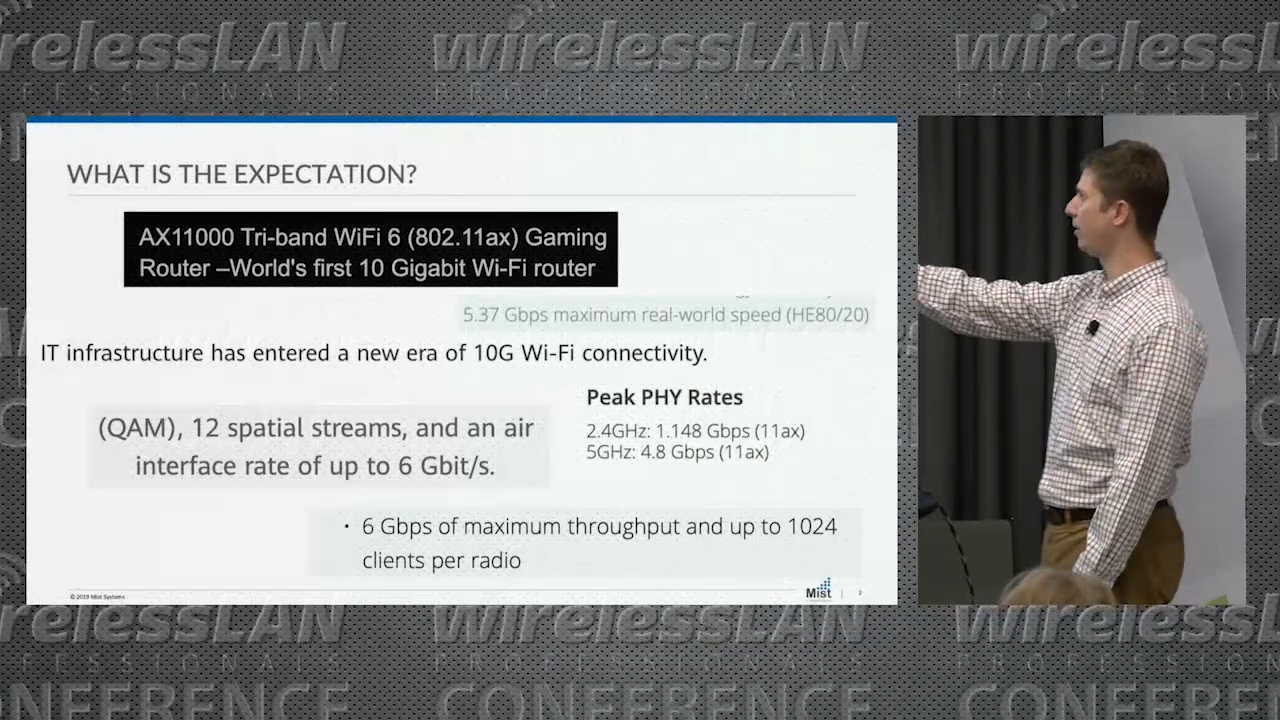 wirelessLAN wirelessLAN wirelessLAN
PROFESSIONALS
CONFERENCE CONFERENCE
WHAT IS THE EXPECTATION?
AX11000 Tri-band WiFi 6 (802.11ax) Gaming
Router –World's first 10 Gigabit Wi-Fi router
5.37 Gbps maximum real-world speed (HE80/20)
IT infrastructure has entered a new era of 10G Wi-Fi connectivity.
(QAM), 12 spatial streams, and an air
interface rate of up to 6 Gbit/s.
Peak PHY Rates
2.4GHz: 1.148 Gbps (11ax)
5GHz: 4.8 Gbps (11ax)
• 6 Gbps of maximum throughput and up to 1024
clients per radio
© 2019 Mist Systems
Mist | 2
wirelessLAN wirelessLAN wirelessLAN
PROFESSIONALS
CONFERENCE CONFERENCE